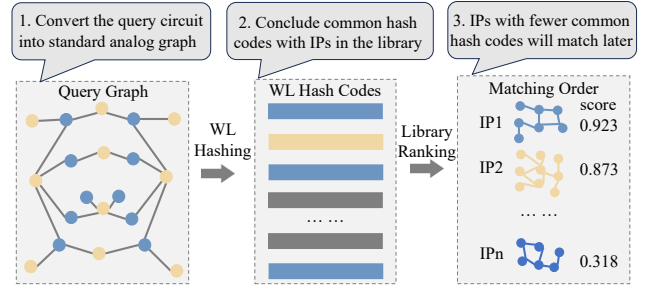 1. Convert the query circuit
into standard analog graph
2. Conclude common hash
codes with IPs in the library
3. IPs with fewer common
hash codes will match later
Query Graph
WL
Hashing
WL Hash Codes
... ...
Library
Ranking
Matching Order
score
IP1 0.923
IP2 0.873
... ...
IPn 0.318